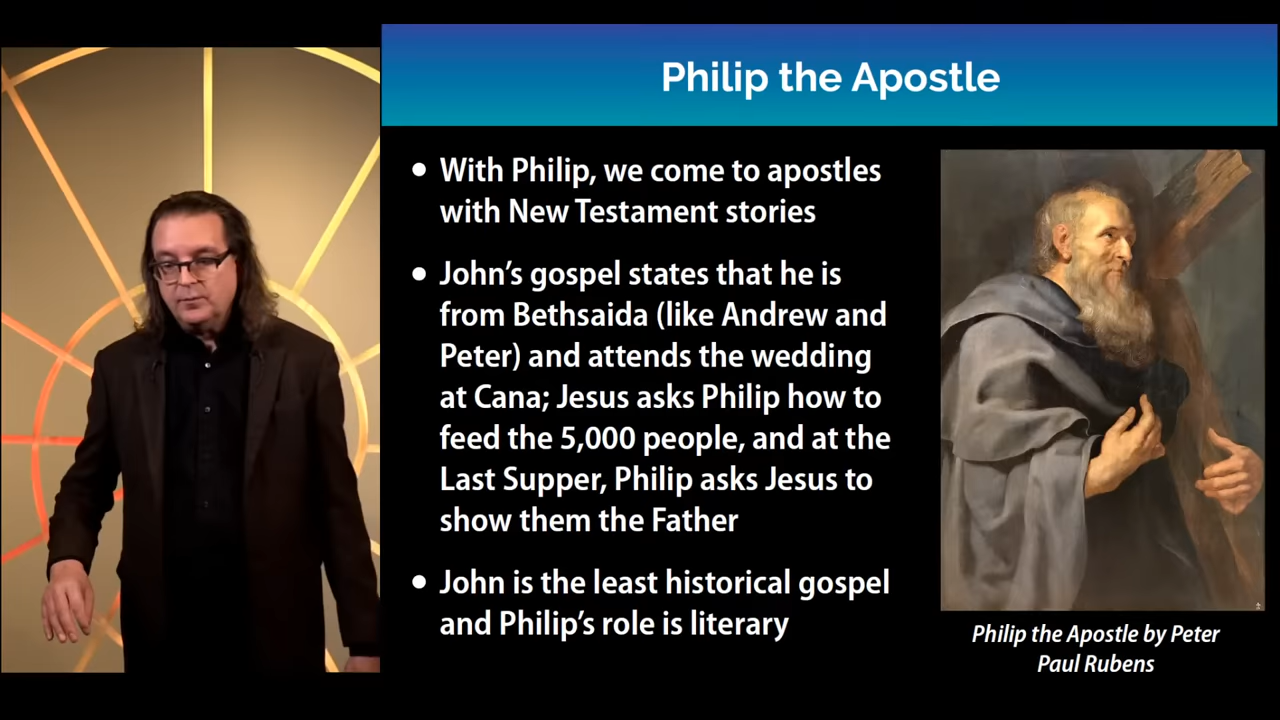 Philip the Apostle
• With Philip, we come to apostles
with New Testament stories
• John's gospel states that he is
from Bethsaida (like Andrew and
Peter) and attends the wedding
at Cana; Jesus asks Philip how to
feed the 5,000 people, and at the
Last Supper, Philip asks Jesus to
show them the Father
• John is the least historical gospel
and Philip's role is literary
Philip the Apostle by Peter
Paul Rubens